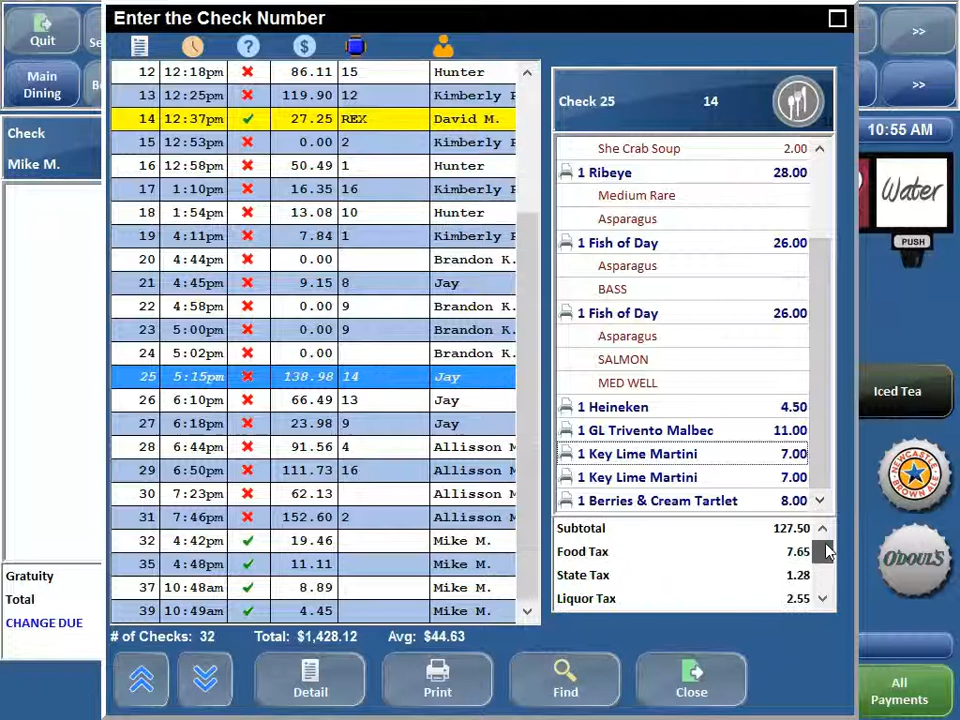 Enter the Check Number
Quit
Se
>>
Main
Dining
B
>>
Check
Mike M.
10:55 AM
Water
PUSH
?
$
12 12:18pm 86.11 15 Hunter
13 12:25pm 119.90 12 Kimberly
14 12:37pm 27.25 REX David M.
15 12:53pm 0.00 2 Kimberly
16 12:58pm 50.49 1 Hunter
17 1:10pm 16.35 16 Kimberly
18 1:54pm 13.08 10 Hunter
19 4:11pm 7.84 1 Kimberly
20 4:44pm 0.00 Brandon K.
21 4:45pm 9.15 8 Jay
22 4:58pm 0.00 9 Brandon K.
23 5:00pm 0.00 9 Brandon K.
24 5:02pm 0.00 Brandon K.
25 5:15pm 138.98 14 Jay
26 6:10pm 66.49 13 Jay
27 6:18pm 23.98 9 Jay
28 6:44pm 91.56 4 Allisson M
29 6:50pm 111.73 16 Allisson M
30 7:23pm 62.13 Allisson M
31 7:46pm 152.60 2 Allisson M
32 4:42pm 19.46 Mike M.
35 4:48pm 11.11 Mike M.
37 10:48am 8.89 Mike M.
39 10:49am 4.45 Mike M.
# of Checks: 32 Total: $1,428.12 Avg: $44.63
Check 25 14
She Crab Soup 2.00
1 Ribeye 28.00
Medium Rare
Asparagus
1 Fish of Day 26.00
Asparagus
BASS
1 Fish of Day 26.00
Asparagus
SALMON
MED WELL
1 Heineken 4.50
1 GL Trivento Malbec 11.00
1 Key Lime Martini 7.00
1 Key Lime Martini 7.00
1 Berries & Cream Tartlet 8.00
Subtotal 127.50
Food Tax 7.65
State Tax 1.28
Liquor Tax 2.55
Iced Tea
NEWCASTLE
BROWN ALE
O'DOUL'S
Gratuity
Total
CHANGE DUE
Detail
Print
Find
Close
All
Payments